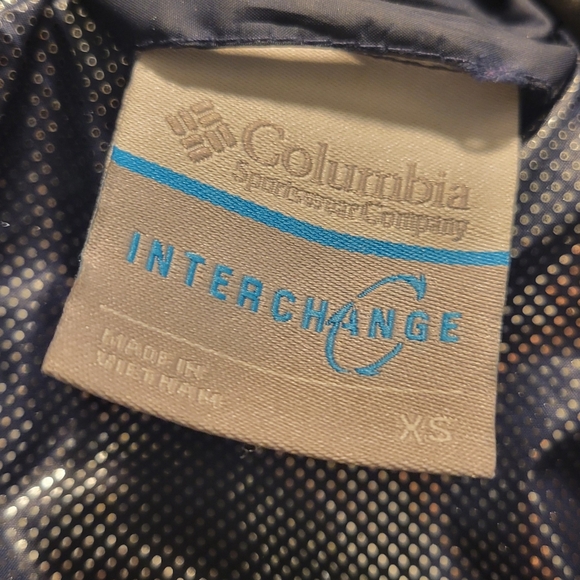 Columbia
Sportswear Company
INTERCHANGE
MADE IN
VIETNAM
XS